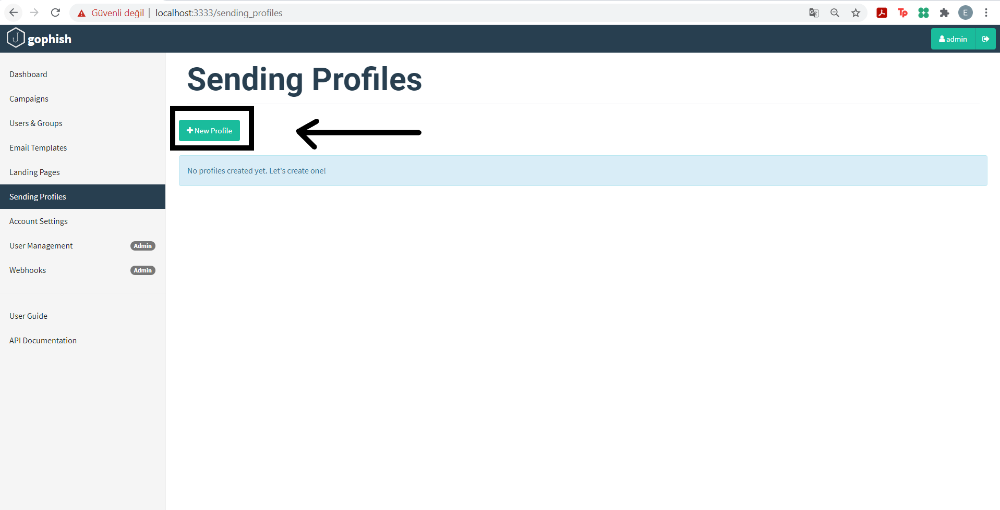 Güvenli değil | localhost:3333/sending_profiles
Tp
E
gophish
admin
Dashboard
Campaigns
Users & Groups
Email Templates
Landing Pages
Sending Profiles
Account Settings
User Management Admin
Webhooks Admin
User Guide
API Documentation
Sending Profiles
New Profile
No profiles created yet. Let's create one!